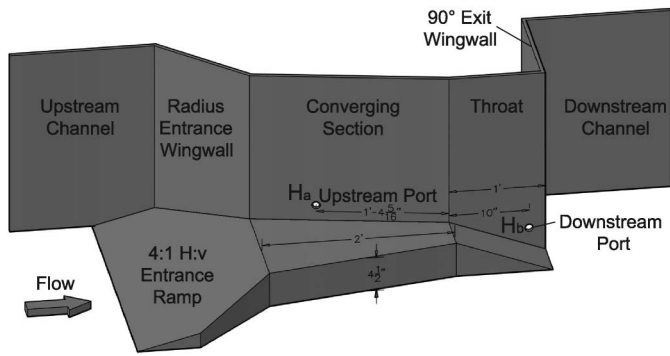 90° Exit
Wingwall
Upstream
Channel
Radius
Entrance
Wingwall
Converging
Section
Throat
Downstream
Channel
1'
Ha Upstream Port
1'-4 5/16"
10"
Hb
Downstream
Port
2'
4:1 H:v
Entrance
Ramp
4 1/2"
Flow